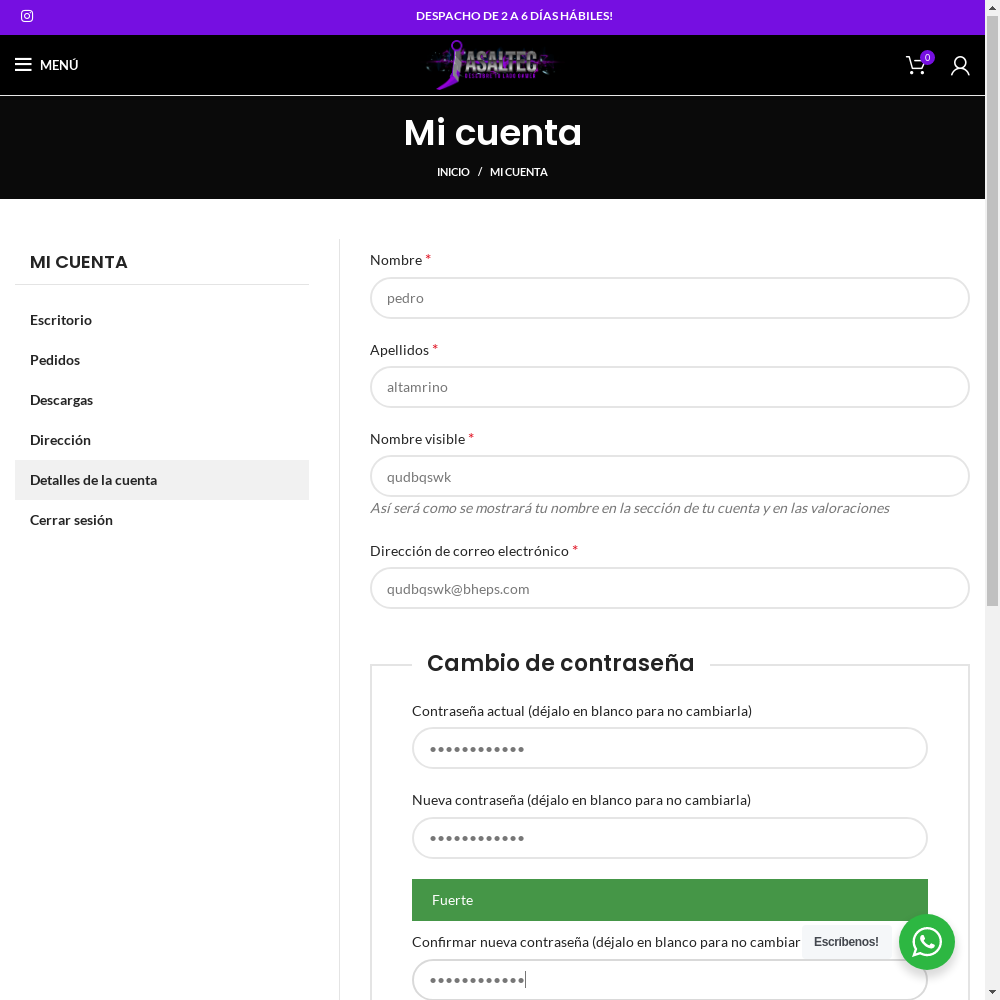 DESPACHO DE 2 A 6 DÍAS HÁBILES!
MENÚ
ASALTEC
0
Mi cuenta
INICIO / MI CUENTA
MI CUENTA
Escritorio
Pedidos
Descargas
Dirección
Detalles de la cuenta
Cerrar sesión
Nombre *
pedro
Apellidos *
altamrino
Nombre visible *
qudbqswk
Así será como se mostrará tu nombre en la sección de tu cuenta y en las valoraciones
Dirección de correo electrónico *
qudbqswk@bheps.com
Cambio de contraseña
Contraseña actual (déjalo en blanco para no cambiarla)
••••••••••••
Nueva contraseña (déjalo en blanco para no cambiarla)
••••••••••••
Fuerte
Confirmar nueva contraseña (déjalo en blanco para no cambiar
Escríbenos!
••••••••••••